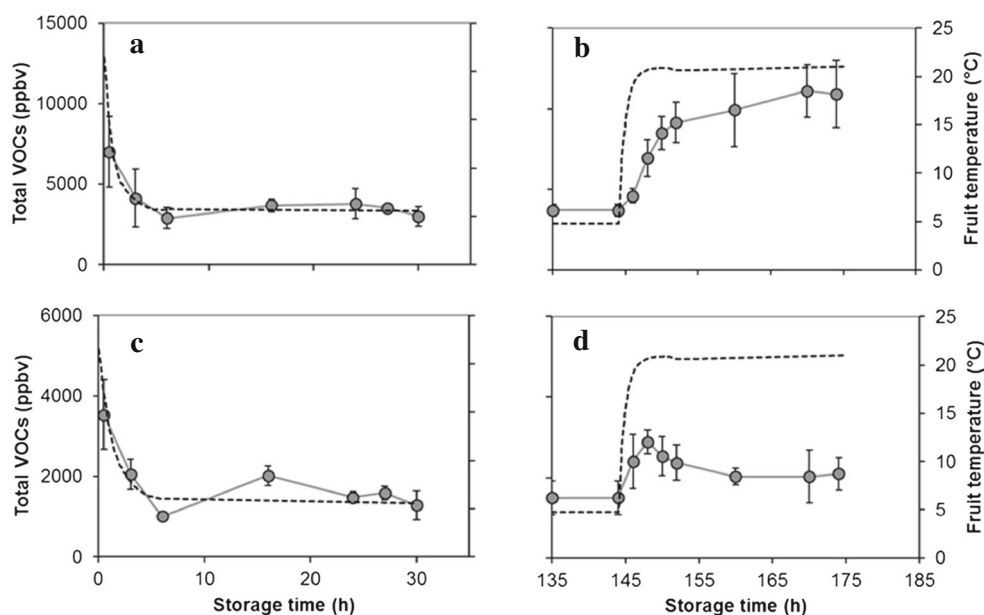 a
15000
10000
5000
0
Total VOCs (ppbv)
b
25
20
15
10
5
0
Fruit temperature (°C)
c
6000
4000
2000
0
Total VOCs (ppbv)
0 10 20 30
Storage time (h)
d
25
20
15
10
5
0
Fruit temperature (°C)
135 145 155 165 175 185
Storage time (h)